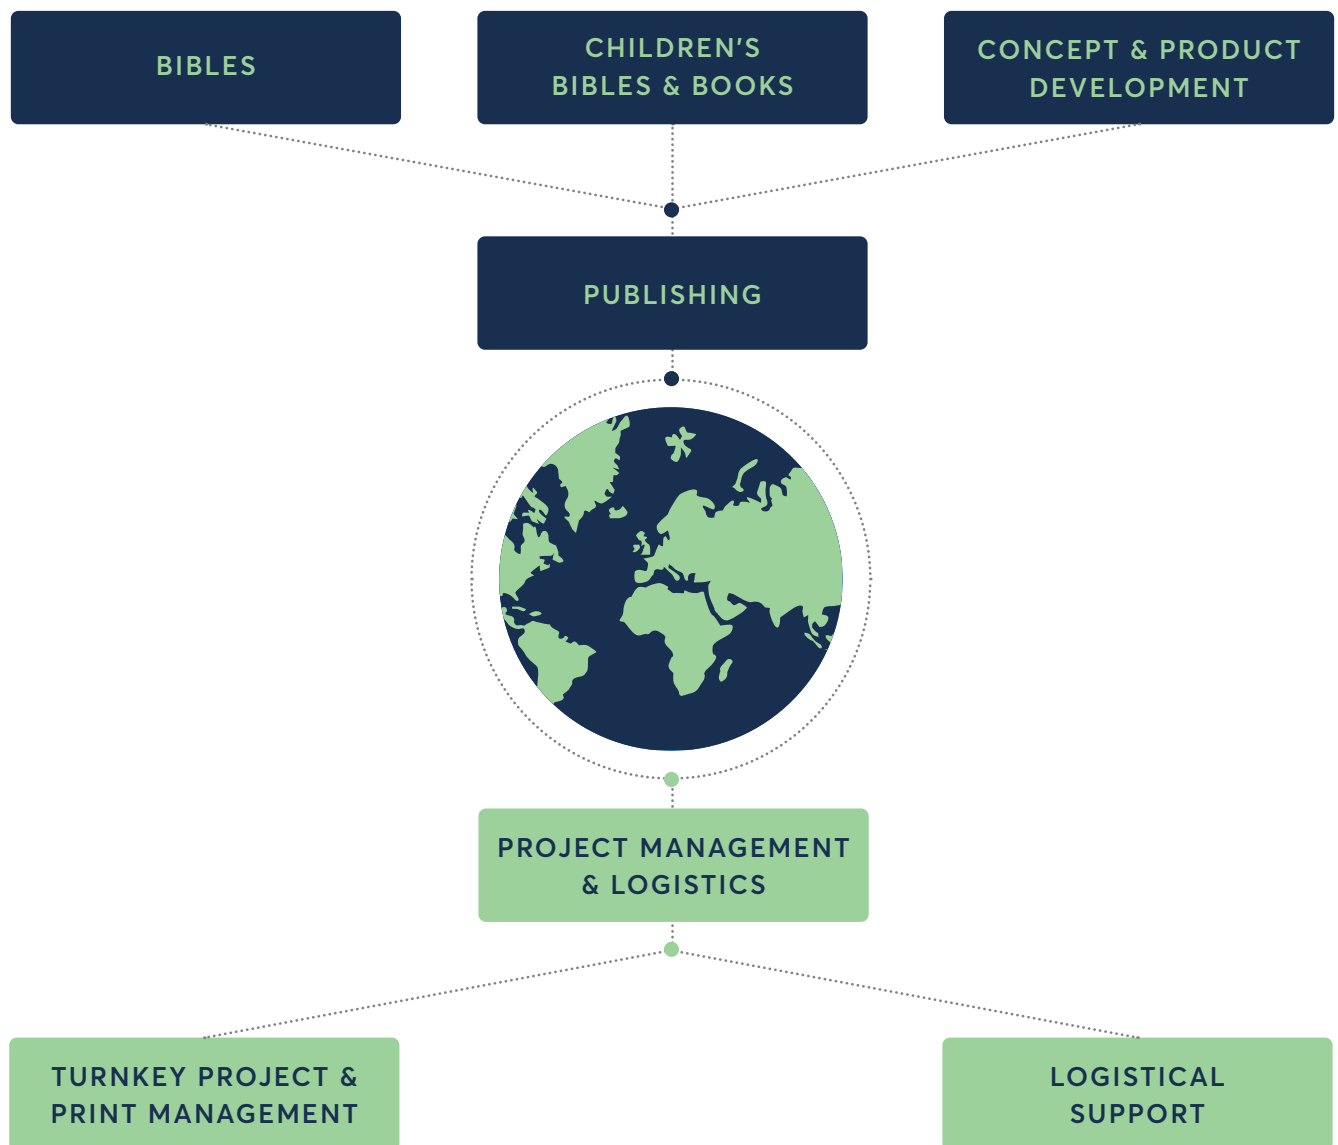 BIBLES
CHILDREN'S
BIBLES & BOOKS
CONCEPT & PRODUCT
DEVELOPMENT
PUBLISHING
PROJECT MANAGEMENT
& LOGISTICS
TURNKEY PROJECT &
PRINT MANAGEMENT
LOGISTICAL
SUPPORT